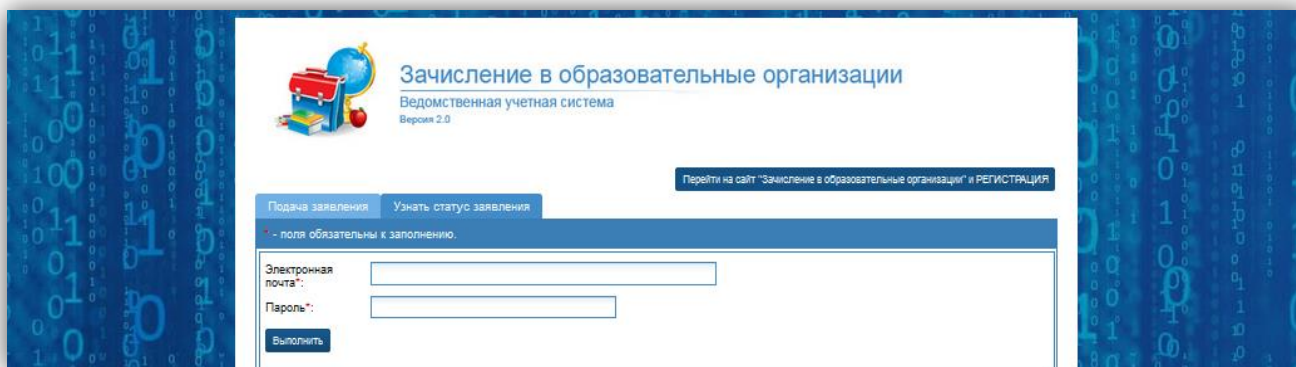 Зачисление в образовательные организации
Ведомственная учетная система
Версия 2.0
Перейти на сайт "Зачисление в образовательные организации" и РЕГИСТРАЦИЯ
Подача заявления Узнать статус заявления
* - поля обязательны к заполнению.
Электронная
почта*:
Пароль*:
Выполнить